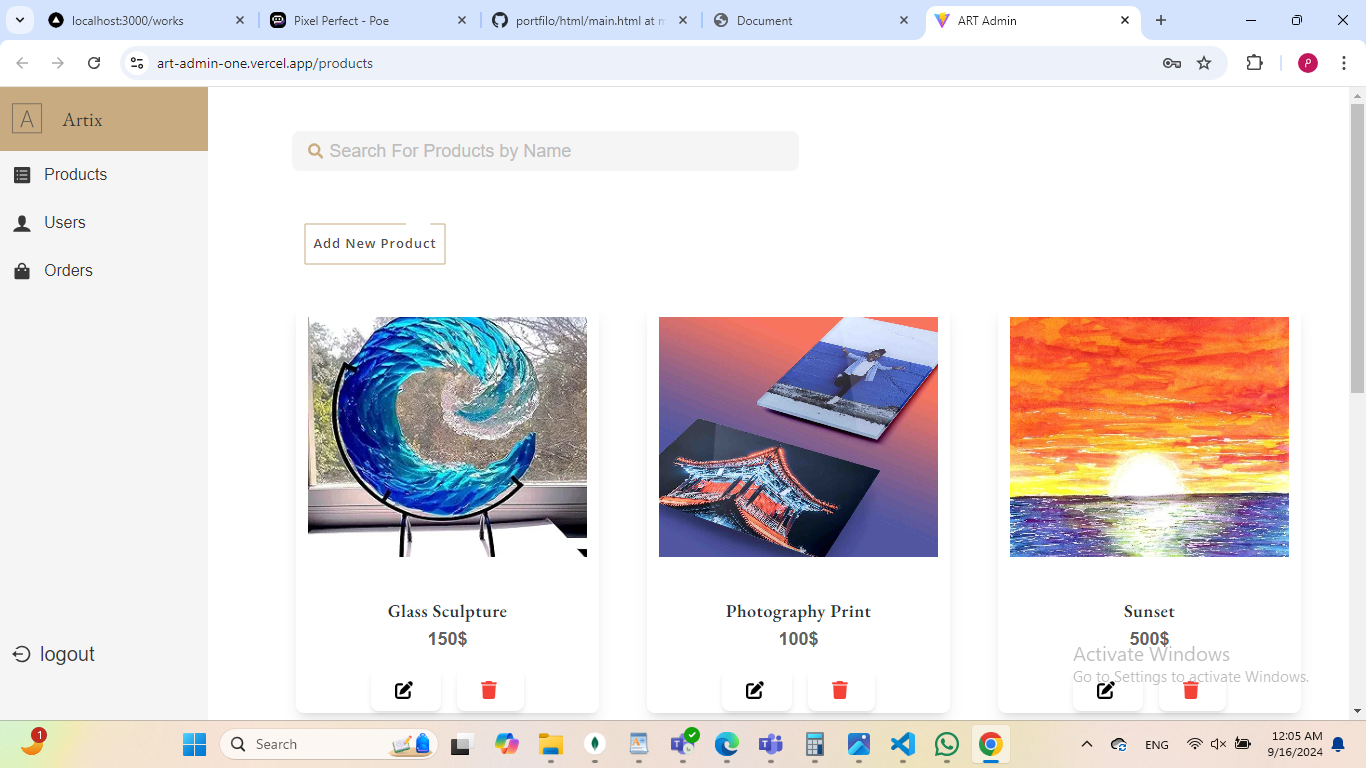 localhost:3000/works
Pixel Perfect - Poe
portfilo/html/main.html at m
Document
ART Admin
art-admin-one.vercel.app/products
P
A
Artix
Products
Users
Orders
logout
Search For Products by Name
Add New Product
Glass Sculpture
150$
Photography Print
100$
Sunset
500$
Activate Windows
Go to Settings to activate Windows.
1
Search
ENG
12:05 AM
9/16/2024